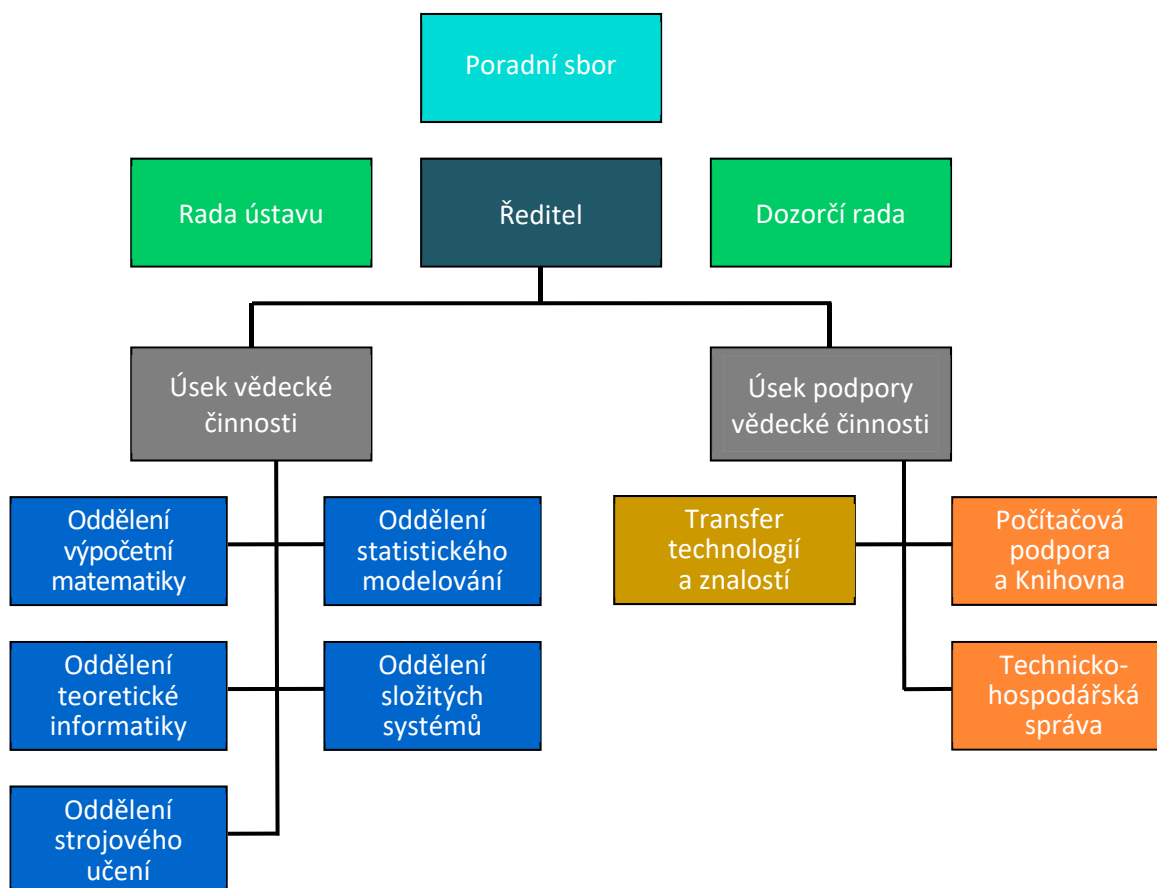 Poradní sbor
Rada ústavu
Ředitel
Dozorčí rada
Úsek vědecké
činnosti
Úsek podpory
vědecké činnosti
Oddělení
výpočetní
matematiky
Oddělení
statistického
modelování
Transfer
technologií
a znalostí
Počítačová
podpora
a Knihovna
Oddělení
teoretické
informatiky
Oddělení
složitých
systémů
Technicko-
hospodářská
správa
Oddělení
strojového
učení